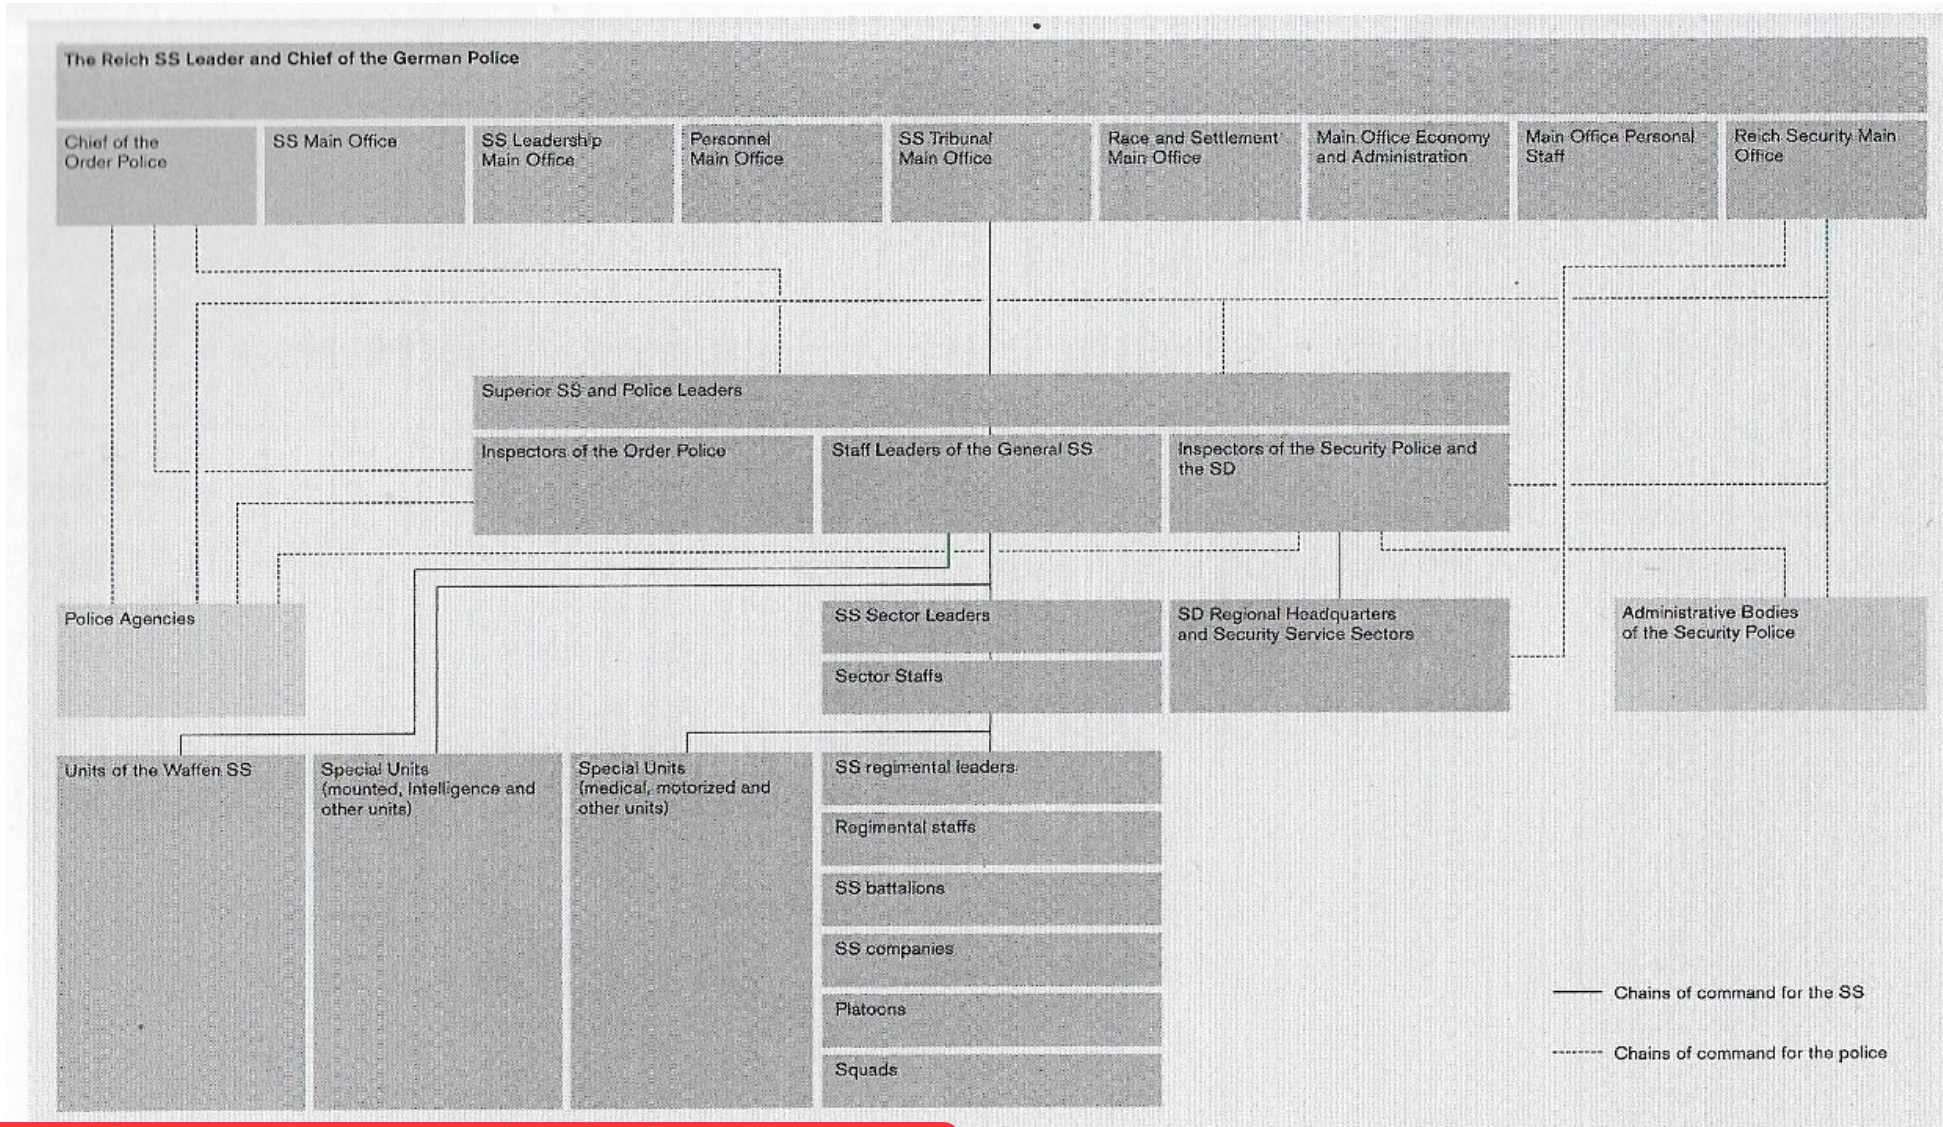 The Reich SS Leader and Chief of the German Police
Chief of the
Order Police
SS Main Office
SS Leadership
Main Office
Personnel
Main Office
SS Tribunal
Main Office
Race and Settlement
Main Office
Main Office Economy
and Administration
Main Office Personal
Staff
Reich Security Main
Office
Superior SS and Police Leaders
Inspectors of the Order Police
Staff Leaders of the General SS
Inspectors of the Security Police and
the SD
Police Agencies
SS Sector Leaders
Sector Staffs
SD Regional Headquarters
and Security Service Sectors
Administrative Bodies
of the Security Police
Units of the Waffen SS
Special Units
(mounted, Intelligence and
other units)
Special Units
(medical, motorized and
other units)
SS regimental leaders
Regimental staffs
SS battalions
SS companies
Platoons
Squads
Chains of command for the SS
Chains of command for the police